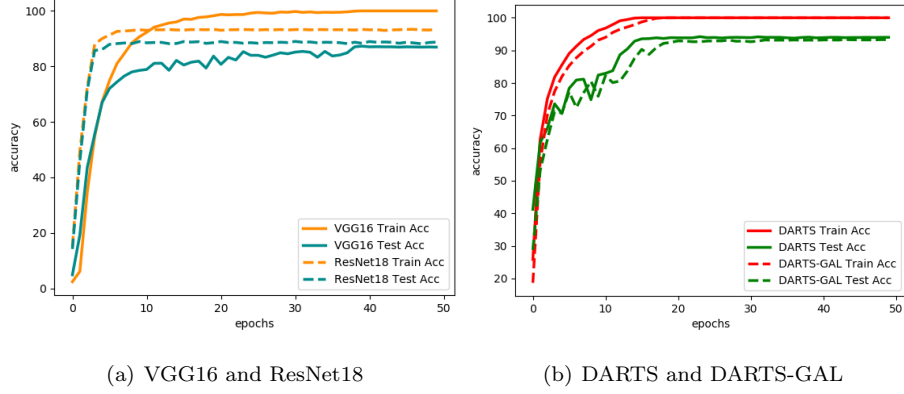 100
80
60
40
20
0
accuracy
0 10 20 30 40 50
epochs
VGG16 Train Acc
VGG16 Test Acc
ResNet18 Train Acc
ResNet18 Test Acc
(a) VGG16 and ResNet18
100
90
80
70
60
50
40
30
20
accuracy
0 10 20 30 40 50
epochs
DARTS Train Acc
DARTS Test Acc
DARTS-GAL Train Acc
DARTS-GAL Test Acc
(b) DARTS and DARTS-GAL